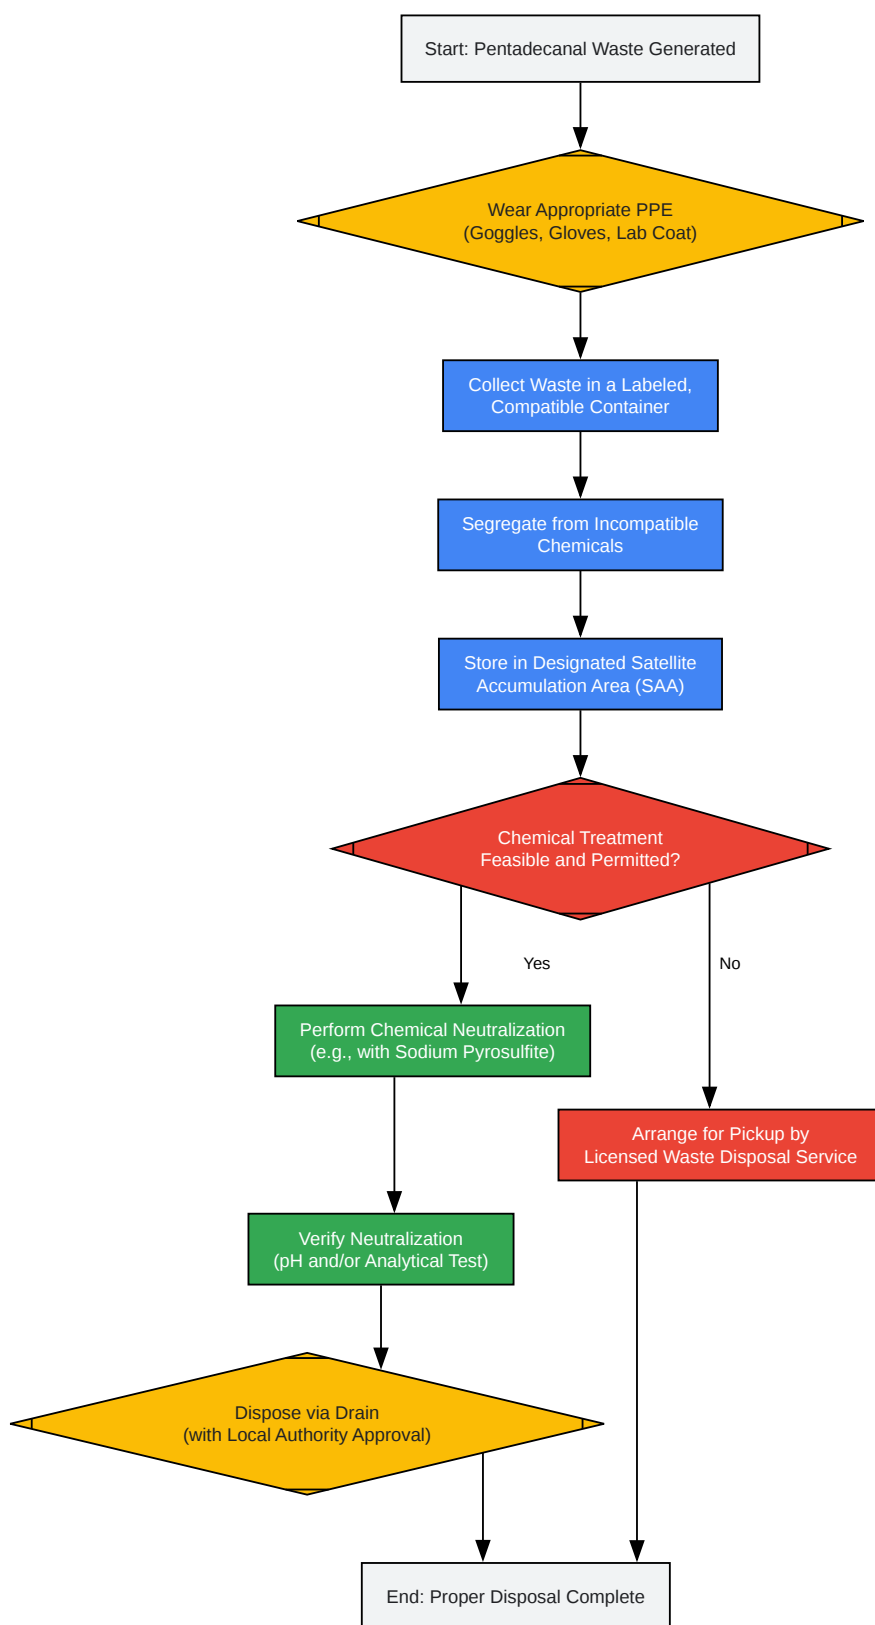 Start: Pentadecanal Waste Generated
Wear Appropriate PPE
(Goggles, Gloves, Lab Coat)
Collect Waste in a Labeled,
Compatible Container
Segregate from Incompatible
Chemicals
Store in Designated Satellite
Accumulation Area (SAA)
Chemical Treatment
Feasible and Permitted?
Yes
No
Perform Chemical Neutralization
(e.g., with Sodium Pyrosulfite)
Arrange for Pickup by
Licensed Waste Disposal Service
Verify Neutralization
(pH and/or Analytical Test)
Dispose via Drain
(with Local Authority Approval)
End: Proper Disposal Complete